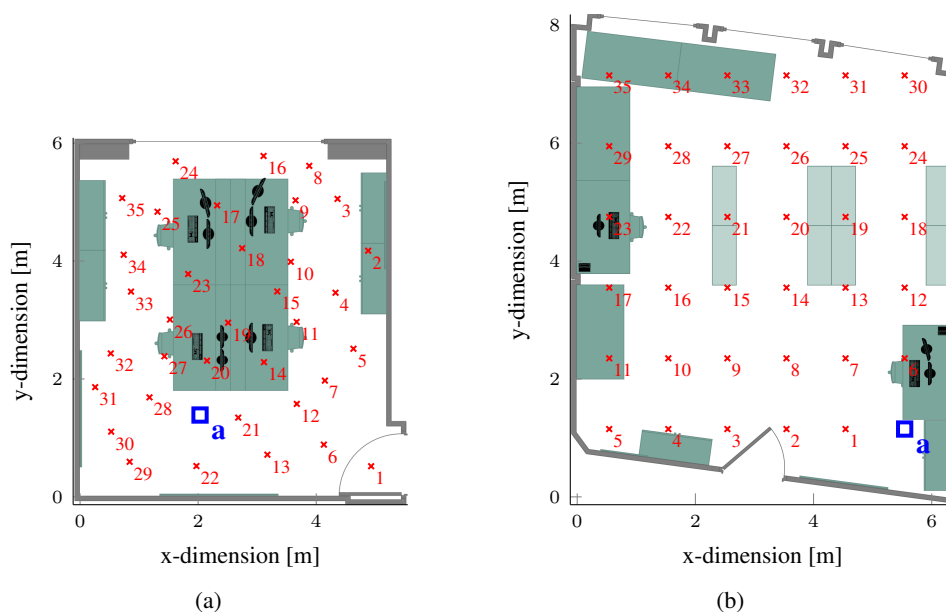 8
6
4
2
0
0 2 4
y-dimension [m]
x-dimension [m]
24 16 8
35 25 17 9 3
34 18 10 2
33 23 15 4
26 19 11
32 27 20 14 5
31 28 7
a 21 12
30 6
29 22 13 1
(a)
6
4
2
0
0 2 4 6
y-dimension [m]
x-dimension [m]
35 34 33 32 31 30
29 28 27 26 25 24
23 22 21 20 19 18
17 16 15 14 13 12
11 10 9 8 7 6
5 4 3 2 1 a
(b)